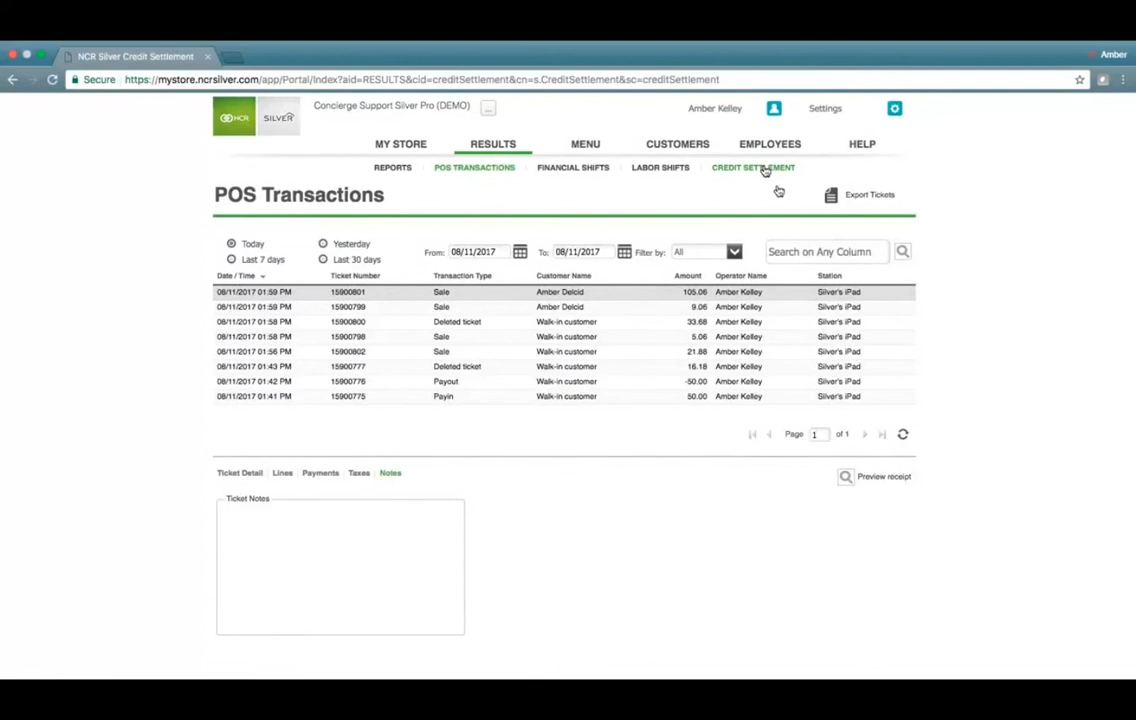 NCR Silver Credit Settlement ×
Amber
Secure https://mystore.ncrsilver.com/app/Portal/Index?aid=RESULTS&cid=creditSettlement&cn=s.CreditSettlement&sc=creditSettlement
NCR SILVER Concierge Support Silver Pro (DEMO) ... Amber Kelley Settings
MY STORE RESULTS MENU CUSTOMERS EMPLOYEES HELP
REPORTS POS TRANSACTIONS FINANCIAL SHIFTS LABOR SHIFTS CREDIT SETTLEMENT
POS Transactions Export Tickets
Today Yesterday From: 08/11/2017 To: 08/11/2017 Filter by: All Search on Any Column
Last 7 days Last 30 days
Date / Time Ticket Number Transaction Type Customer Name Amount Operator Name Station
08/11/2017 01:59 PM 15900801 Sale Amber Delcid 105.06 Amber Kelley Silver's iPad
08/11/2017 01:59 PM 15900799 Sale Amber Delcid 9.06 Amber Kelley Silver's iPad
08/11/2017 01:58 PM 15900800 Deleted ticket Walk-in customer 33.68 Amber Kelley Silver's iPad
08/11/2017 01:58 PM 15900798 Sale Walk-in customer 5.06 Amber Kelley Silver's iPad
08/11/2017 01:56 PM 15900802 Sale Walk-in customer 21.88 Amber Kelley Silver's iPad
08/11/2017 01:43 PM 15900777 Deleted ticket Walk-in customer 16.18 Amber Kelley Silver's iPad
08/11/2017 01:42 PM 15900776 Payout Walk-in customer -50.00 Amber Kelley Silver's iPad
08/11/2017 01:41 PM 15900775 Payin Walk-in customer 50.00 Amber Kelley Silver's iPad
Page 1 of 1
Ticket Detail Lines Payments Taxes Notes Preview receipt
Ticket Notes